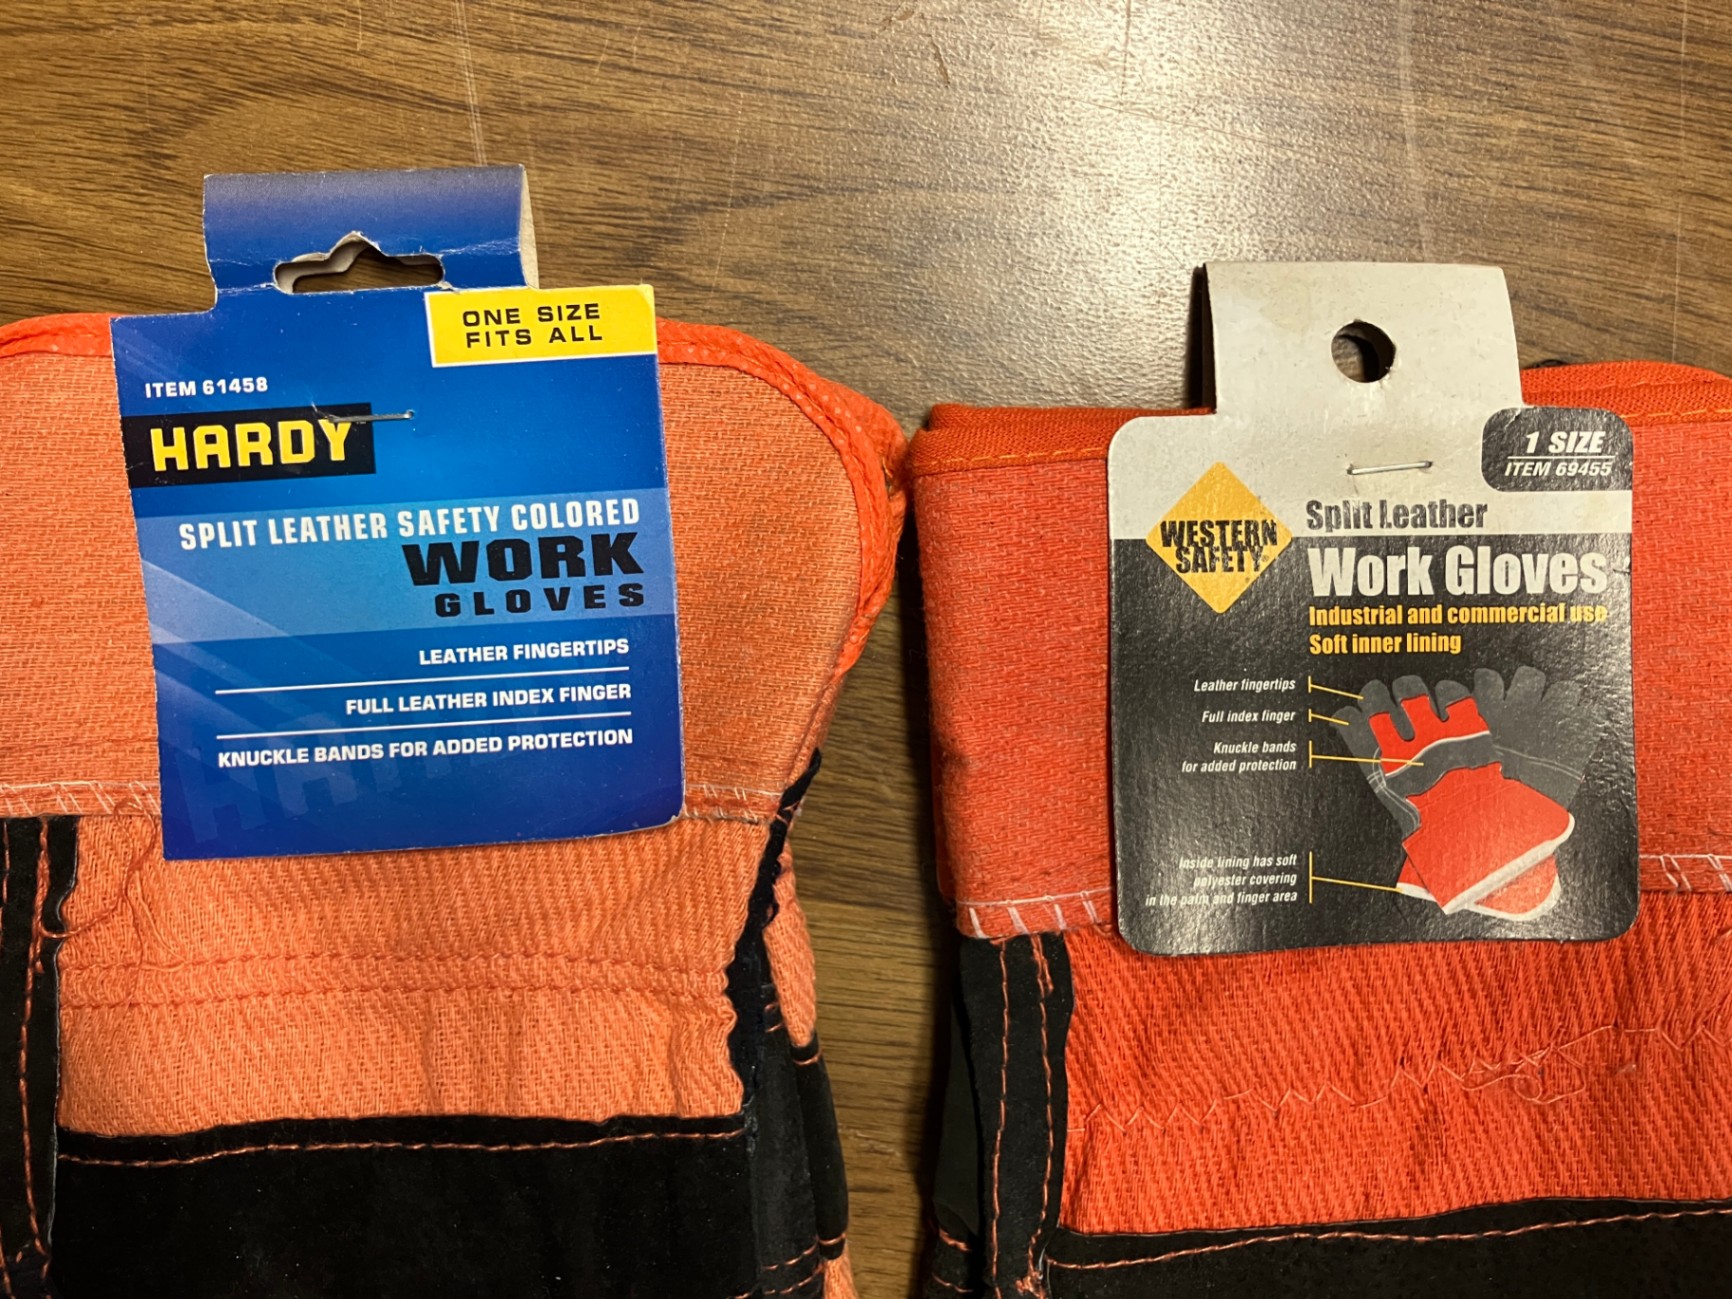 ONE SIZE
FITS ALL
ITEM 61458
HARDY
SPLIT LEATHER SAFETY COLORED
WORK
GLOVES
LEATHER FINGERTIPS
FULL LEATHER INDEX FINGER
KNUCKLE BANDS FOR ADDED PROTECTION
1 SIZE
ITEM 69455
WESTERN
SAFETY
Split Leather
Work Gloves
Industrial and commercial use
Soft inner lining
Leather fingertips
Full index finger
Knuckle bands
for added protection
Inside lining has soft
polyester covering
in the palm and finger area